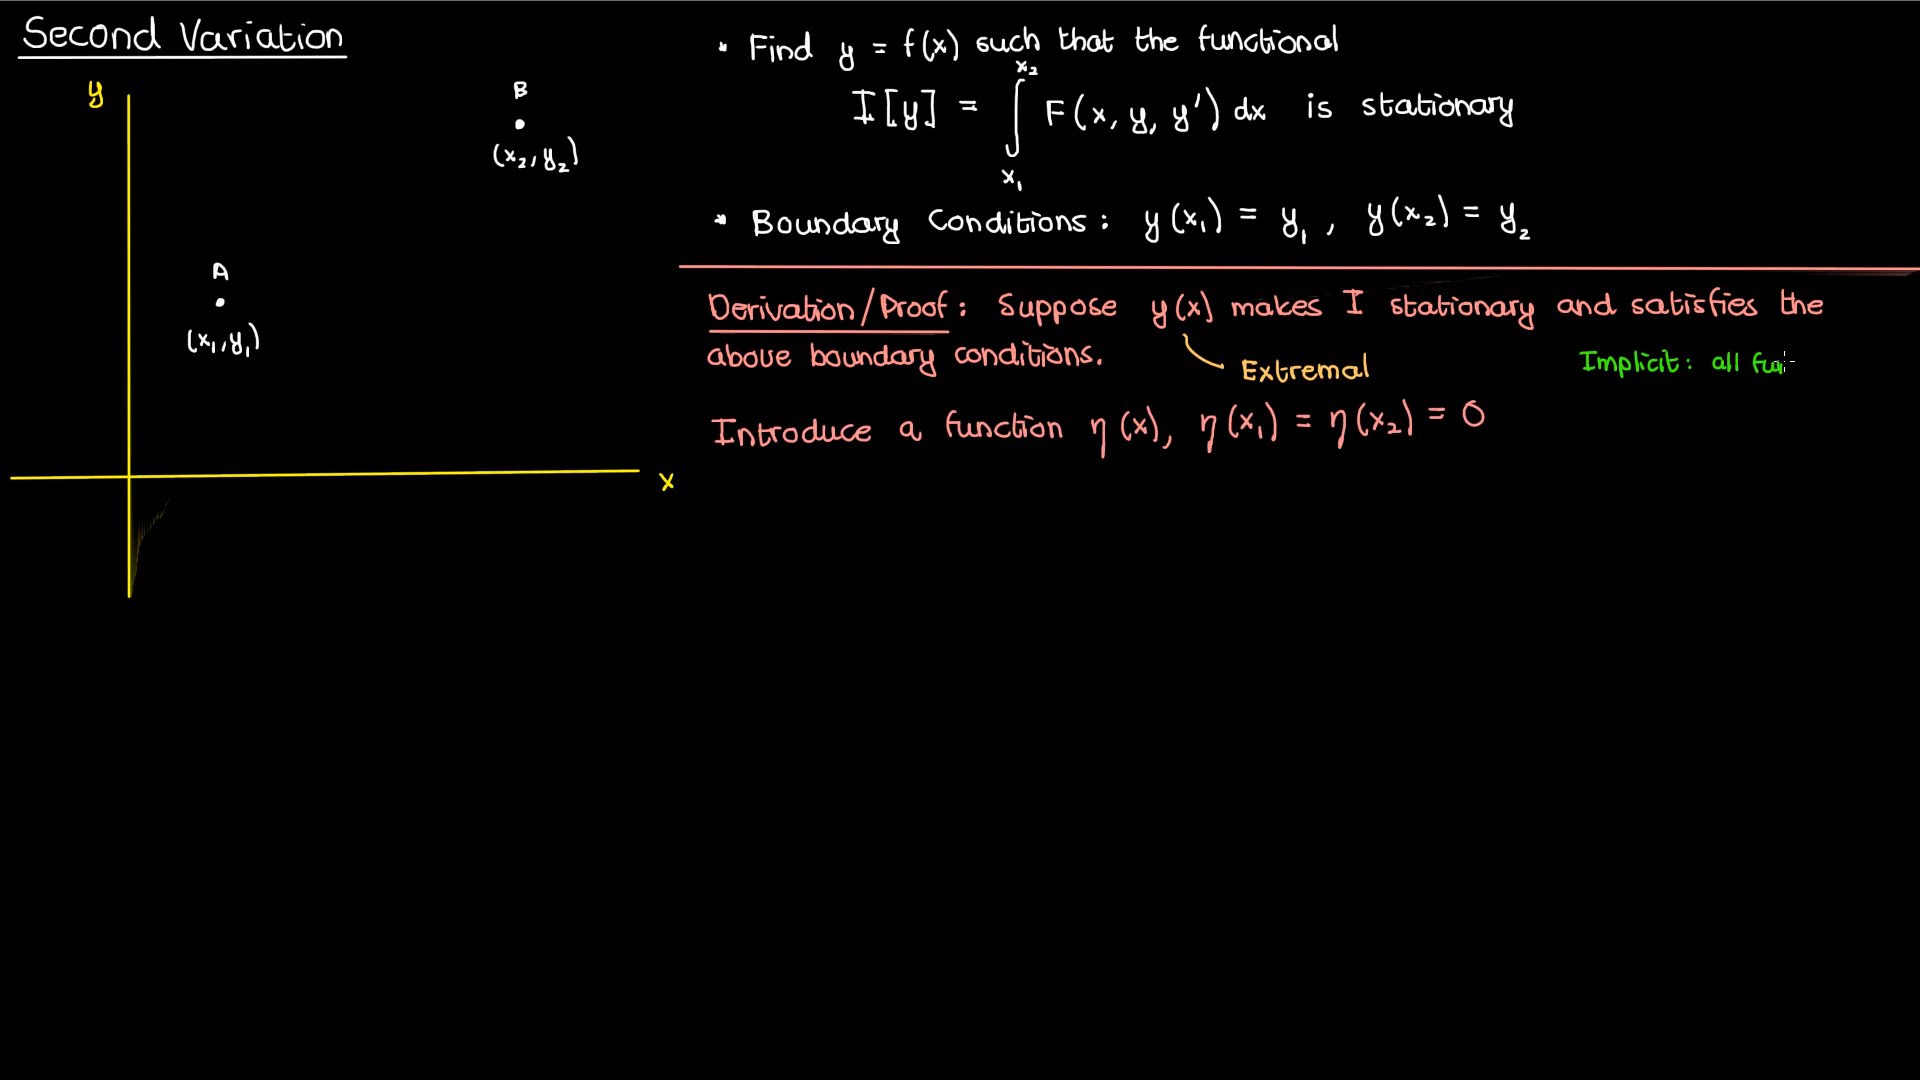 Second Variation
y
B
(x₂, y₂)
A
(x₁, y₁)
x
• Find y = f(x) such that the functional
I[y] = ∫ₓ₁ˣ² F(x, y, y') dx is stationary
• Boundary Conditions: y(x₁) = y₁, y(x₂) = y₂
Derivation/Proof: Suppose y(x) makes I stationary and satisfies the
above boundary conditions.
Extremal
Implicit: all
Introduce a function η(x), η(x₁) = η(x₂) = 0